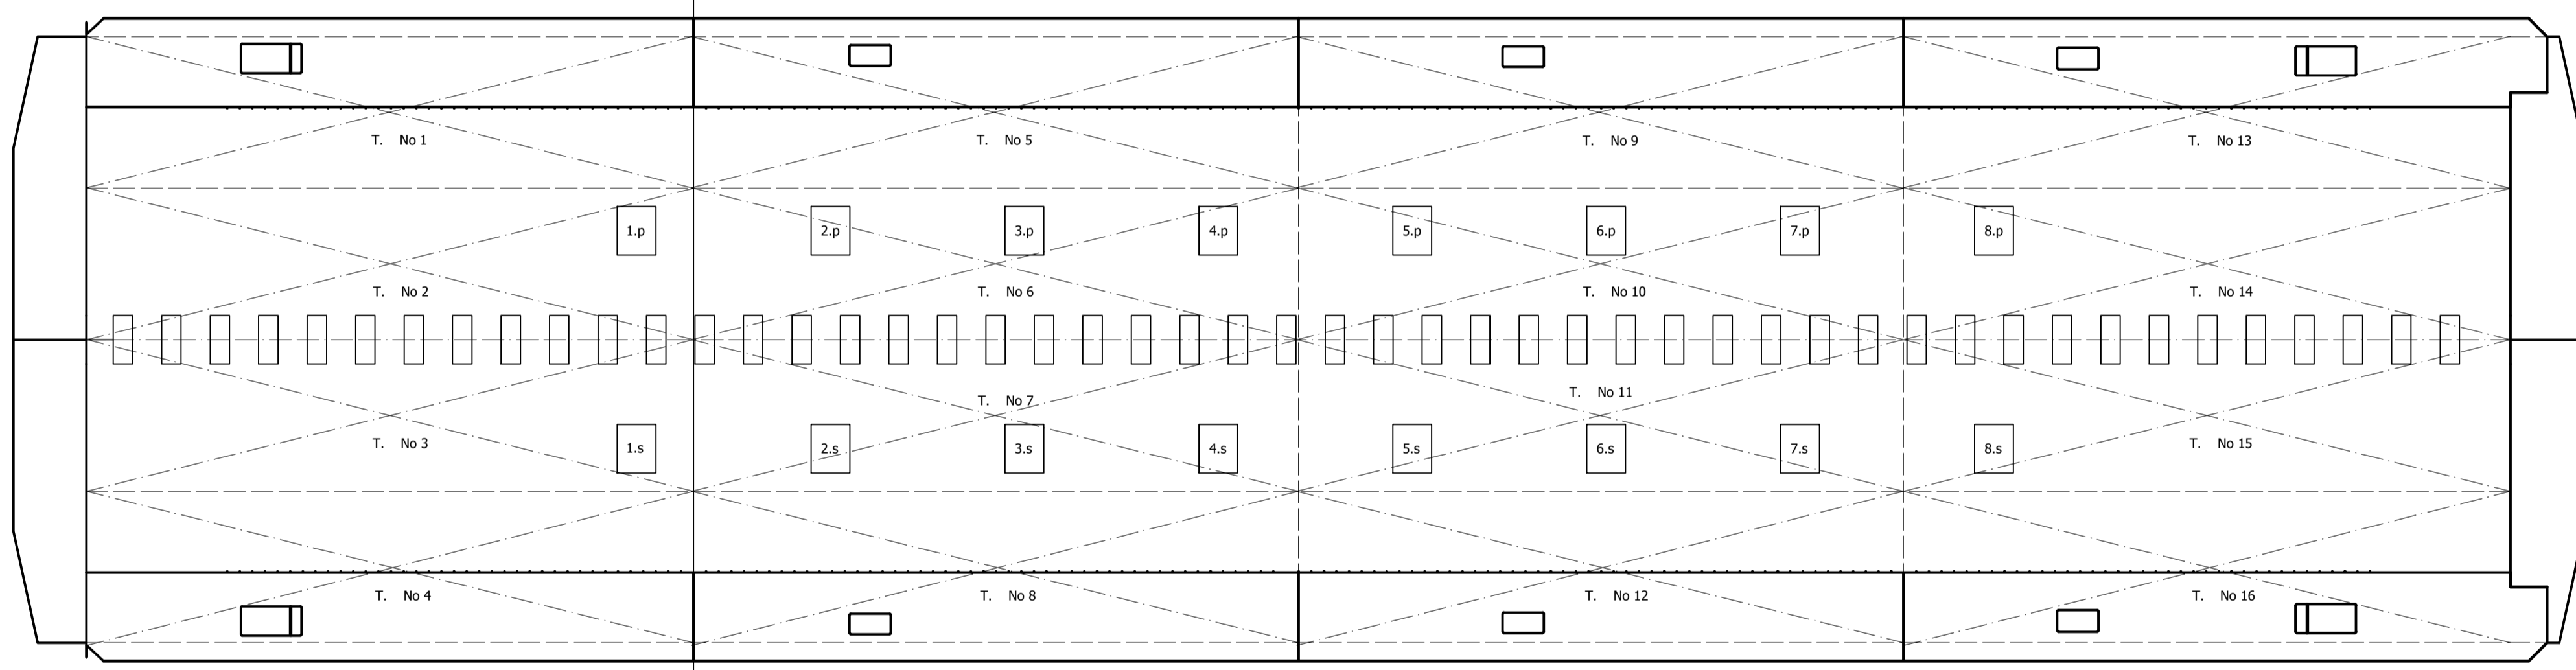 T. No 1 T. No 5 T. No 9 T. No 13
1.p 2.p 3.p 4.p 5.p 6.p 7.p 8.p
T. No 2 T. No 6 T. No 10 T. No 14
T. No 7 T. No 11
T. No 3 1.s 2.s 3.s 4.s 5.s 6.s 7.s 8.s T. No 15
T. No 4 T. No 8 T. No 12 T. No 16